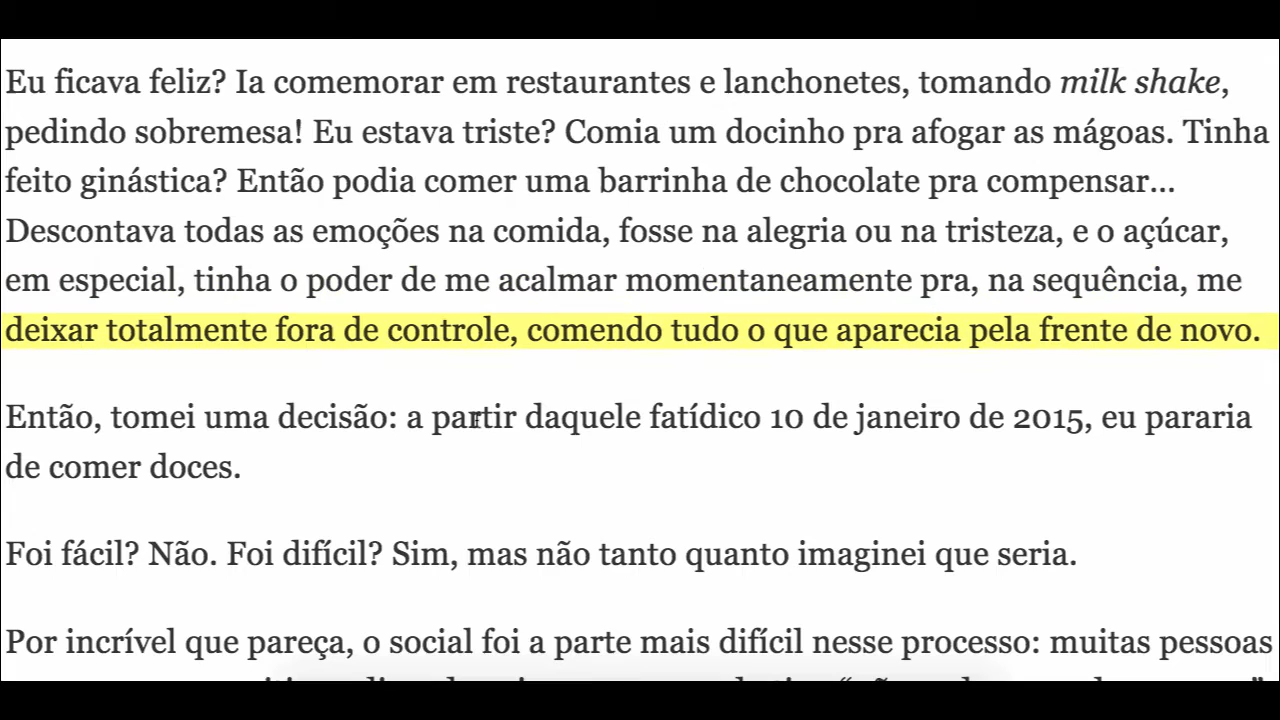 Eu ficava feliz? Ia comemorar em restaurantes e lanchonetes, tomando milk shake,
pedindo sobremesa! Eu estava triste? Comia um docinho pra afogar as mágoas. Tinha
feito ginástica? Então podia comer uma barrinha de chocolate pra compensar...
Descontava todas as emoções na comida, fosse na alegria ou na tristeza, e o açúcar,
em especial, tinha o poder de me acalmar momentaneamente pra, na sequência, me
deixar totalmente fora de controle, comendo tudo o que aparecia pela frente de novo.
Então, tomei uma decisão: a partir daquele fatídico 10 de janeiro de 2015, eu pararia
de comer doces.
Foi fácil? Não. Foi difícil? Sim, mas não tanto quanto imaginei que seria.
Por incrível que pareça, o social foi a parte mais difícil nesse processo: muitas pessoas